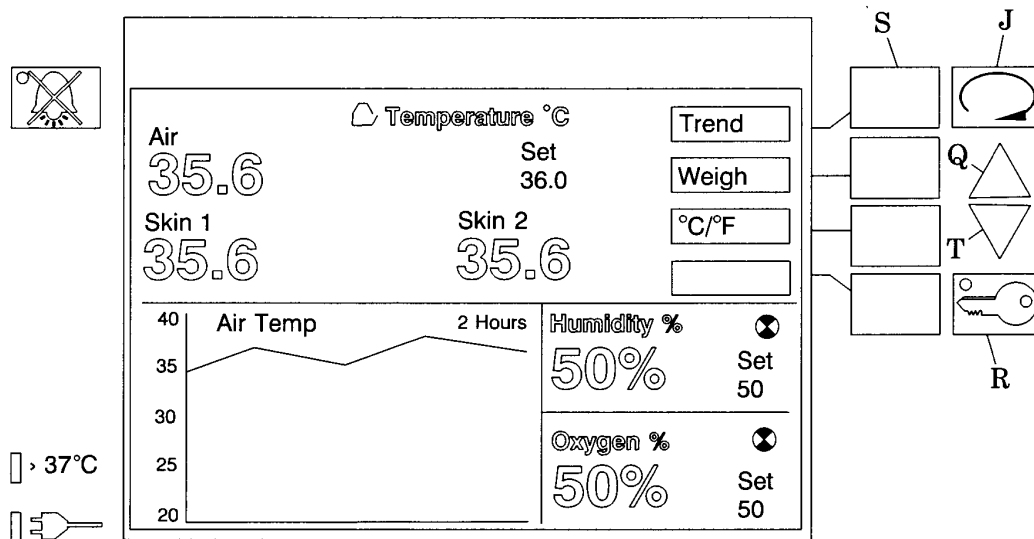 S J
Temperature °C
Trend
Air
35.6
Set
36.0
Weigh
Q
Skin 1
35.6
Skin 2
35.6
°C/°F
T
40
35
30
25
20
Air Temp 2 Hours
Humidity %
50%
Set
50
R
Oxygen %
50%
Set
50
› 37°C